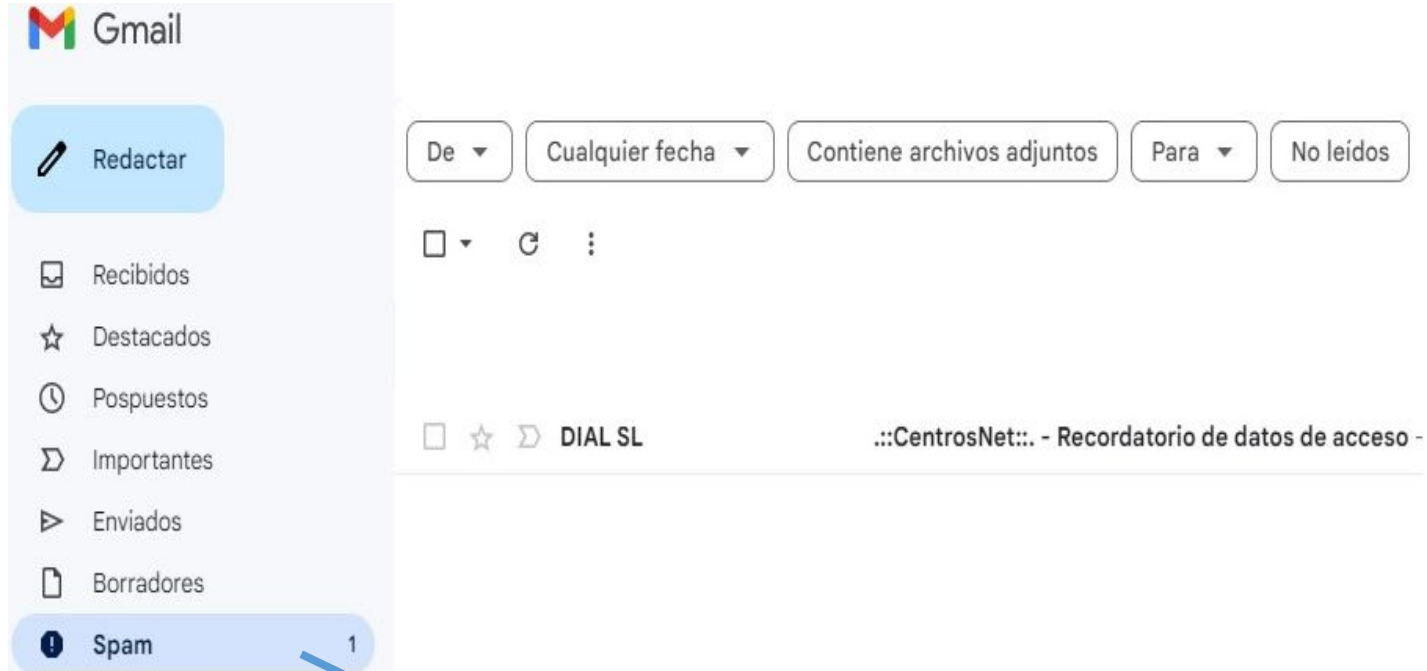 Gmail
Redactar
De
Cualquier fecha
Contiene archivos adjuntos
Para
No leídos
Recibidos
Destacados
Pospuestos
Importantes
Enviados
Borradores
Spam 1
DIAL SL .::CentrosNet::. - Recordatorio de datos de acceso -